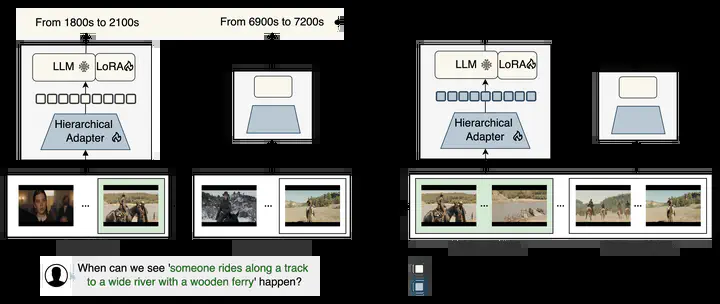 From 1800s to 2100s
From 6900s to 7200s
LLM
LoRA
Hierarchical
Adapter
LLM
LoRA
Hierarchical
Adapter
...
...
...
...
...
When can we see 'someone rides along a track
to a wide river with a wooden ferry' happen?